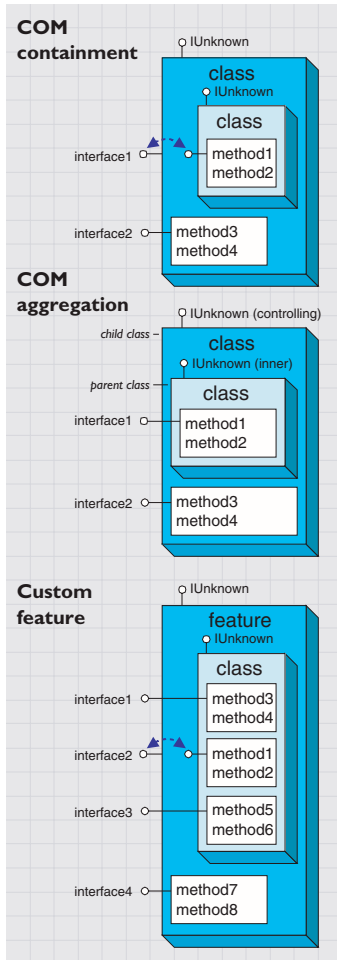 COM
containment
IUnknown
class
IUnknown
class
interface1
method1
method2
interface2
method3
method4
COM
aggregation
IUnknown (controlling)
child class
class
IUnknown (inner)
parent class
class
interface1
method1
method2
interface2
method3
method4
Custom
feature
IUnknown
feature
IUnknown
class
interface1
method3
method4
interface2
method1
method2
interface3
method5
method6
interface4
method7
method8